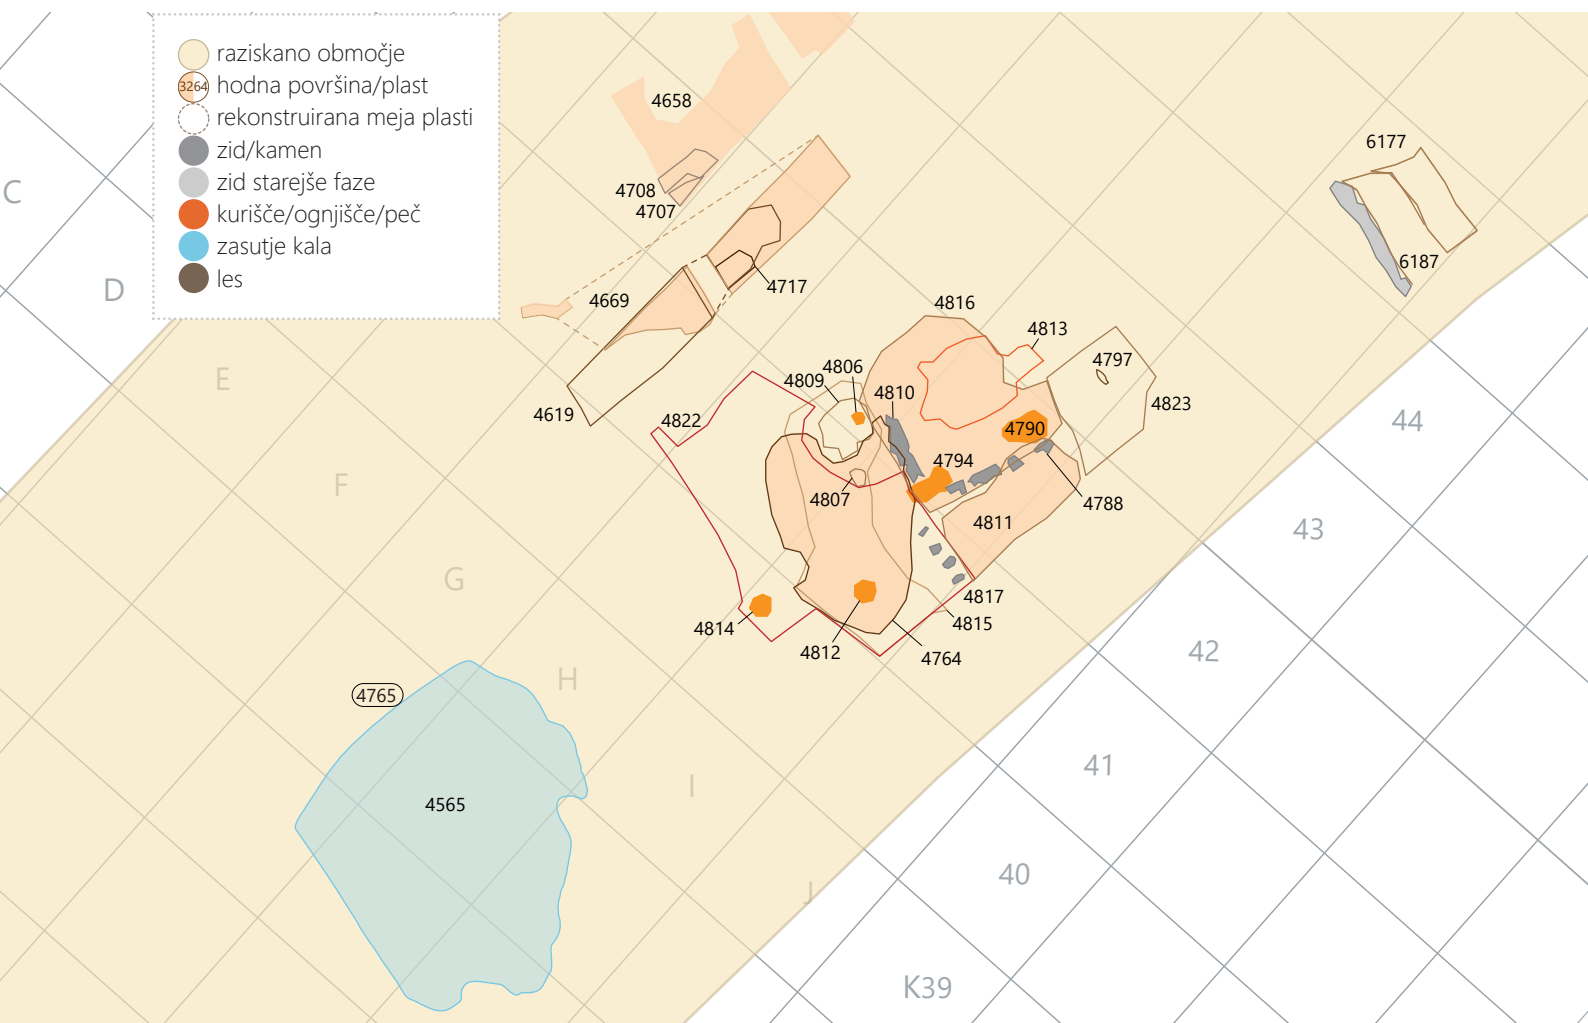 raziskano območje
3264 hodna površina/plast
rekonstruirana meja plasti
zid/kamen
zid starejše faze
kurišče/ognjišče/peč
zasutje kala
les
C
D
E
F
G
H
I
J
K39
40
41
42
43
44
4658
4708
4707
4669
4717
4619
6177
6187
4816
4813
4797
4823
4806
4809
4810
4822
4790
4794
4807
4811
4788
4817
4815
4814
4812
4764
4765
4565